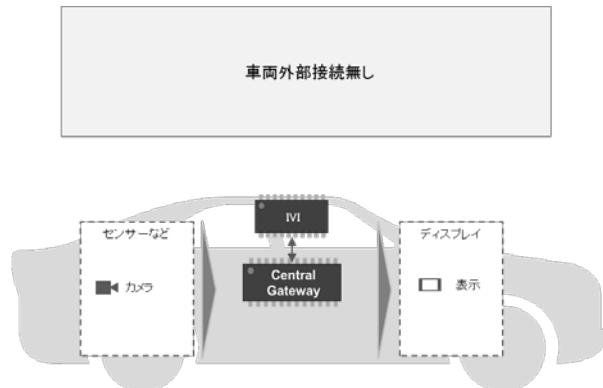 車両外部接続無し
IVI
センサーなど
ディスプレイ
カメラ
Central
Gateway
表示